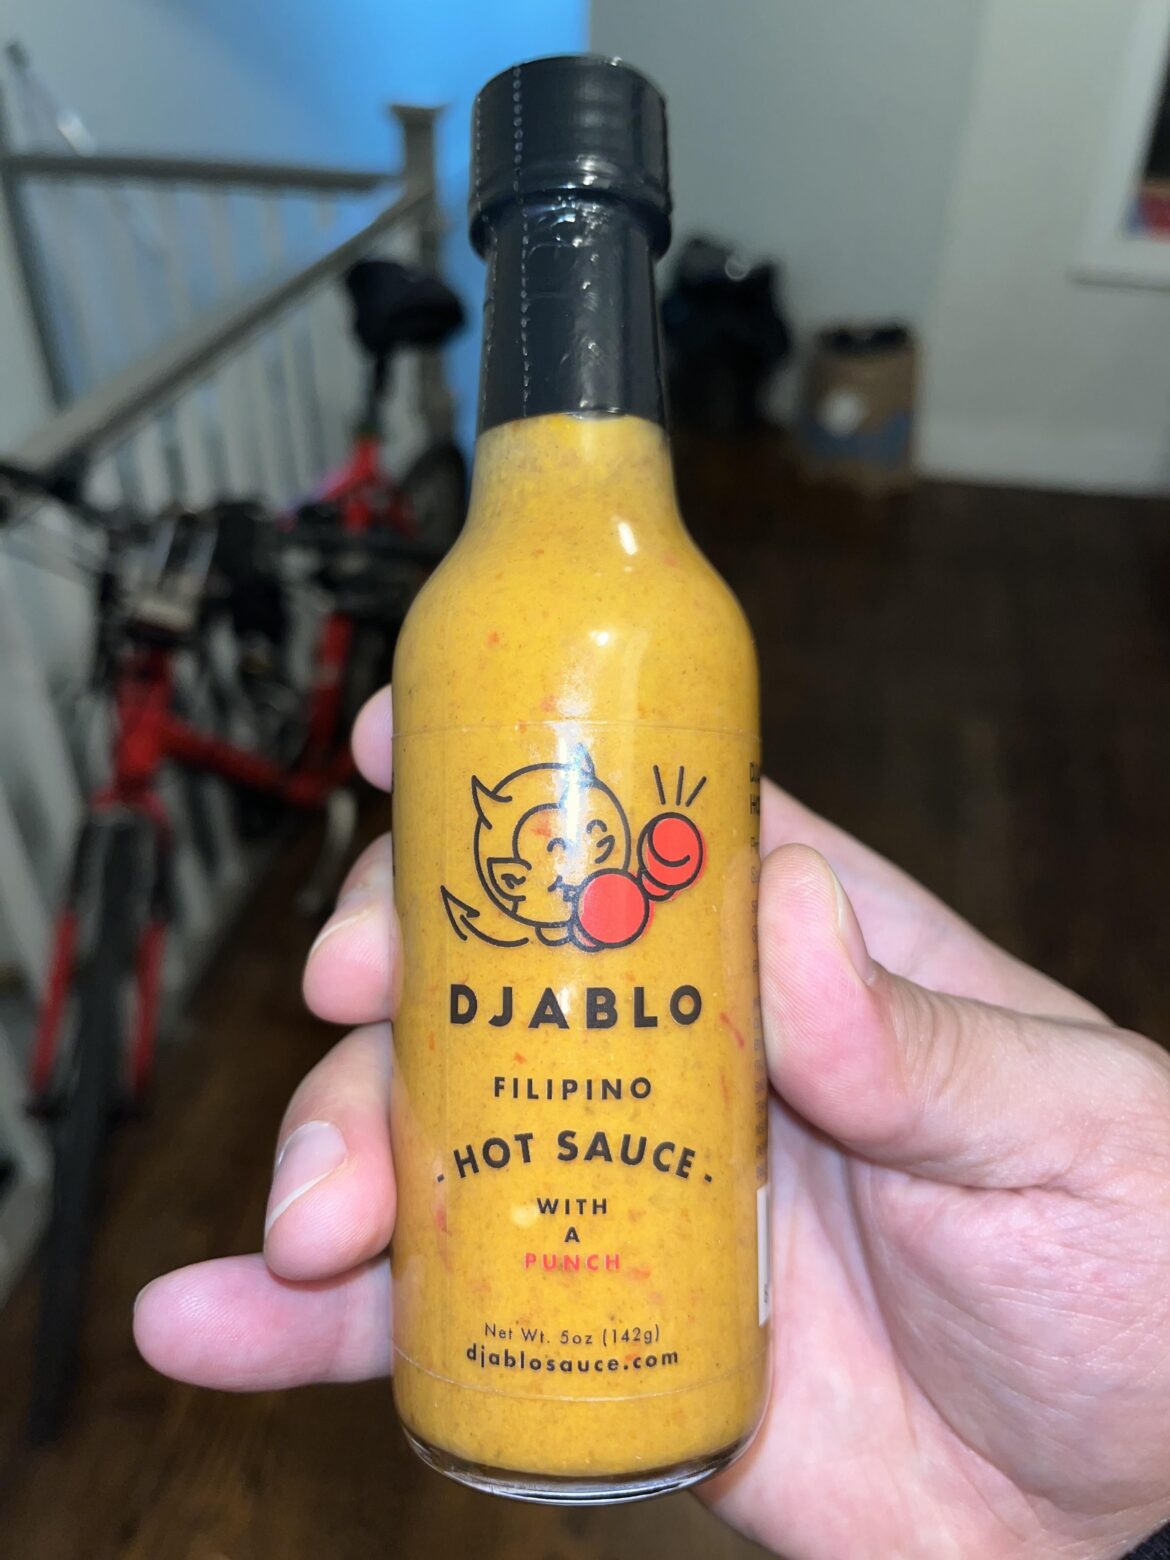 DJABLO
FILIPINO
- HOT SAUCE -
WITH
A
PUNCH
Net Wt. 5oz (142g)
djablosauce.com